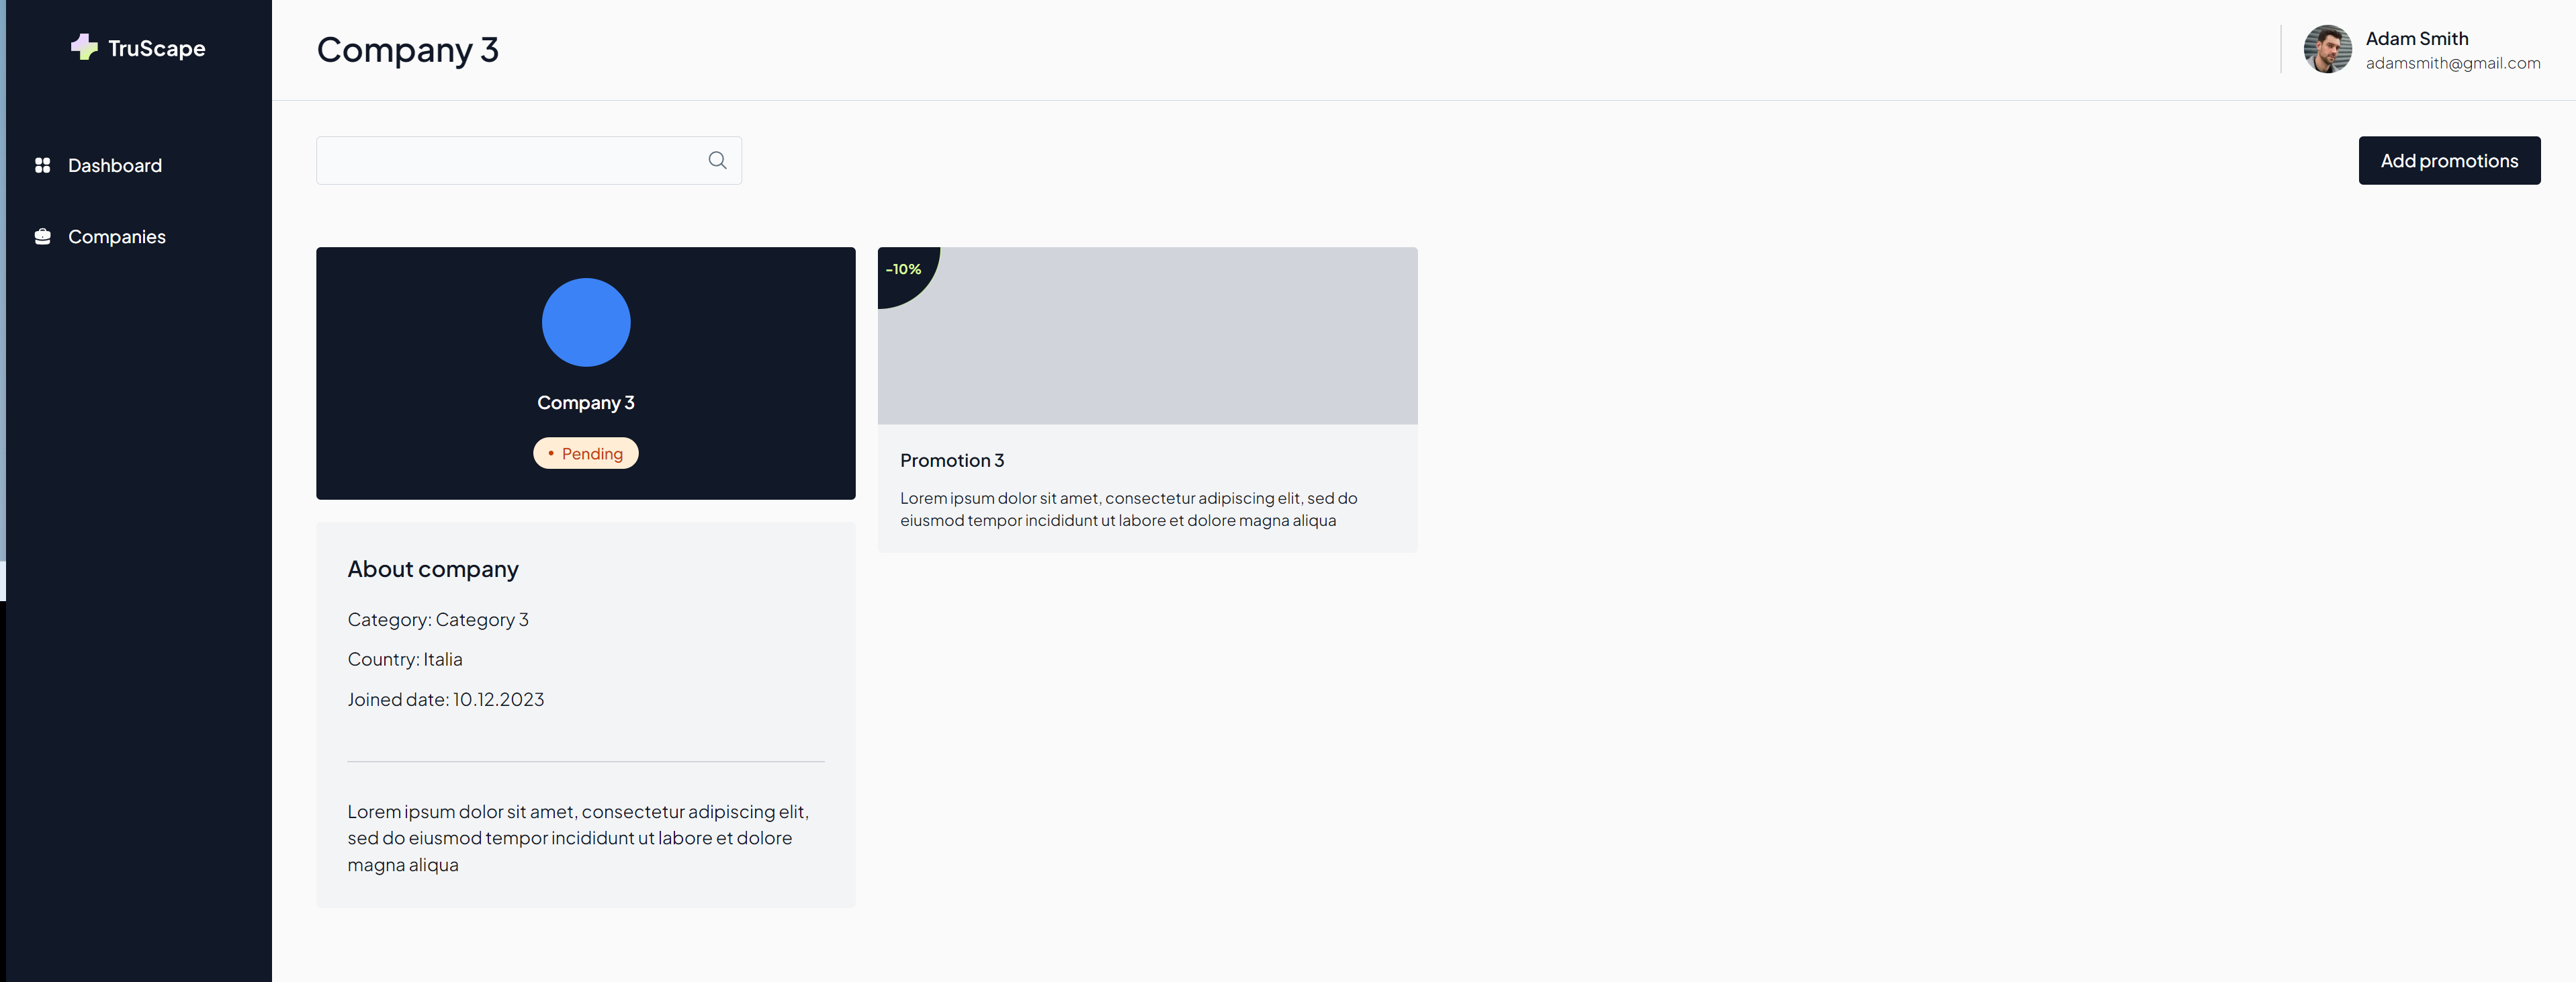 TruScape
Dashboard
Companies
Company 3
Adam Smith
adamsmith@gmail.com
Add promotions
Company 3
Pending
About company
Category: Category 3
Country: Italia
Joined date: 10.12.2023
Lorem ipsum dolor sit amet, consectetur adipiscing elit,
sed do eiusmod tempor incididunt ut labore et dolore
magna aliqua
-10%
Promotion 3
Lorem ipsum dolor sit amet, consectetur adipiscing elit, sed do
eiusmod tempor incididunt ut labore et dolore magna aliqua